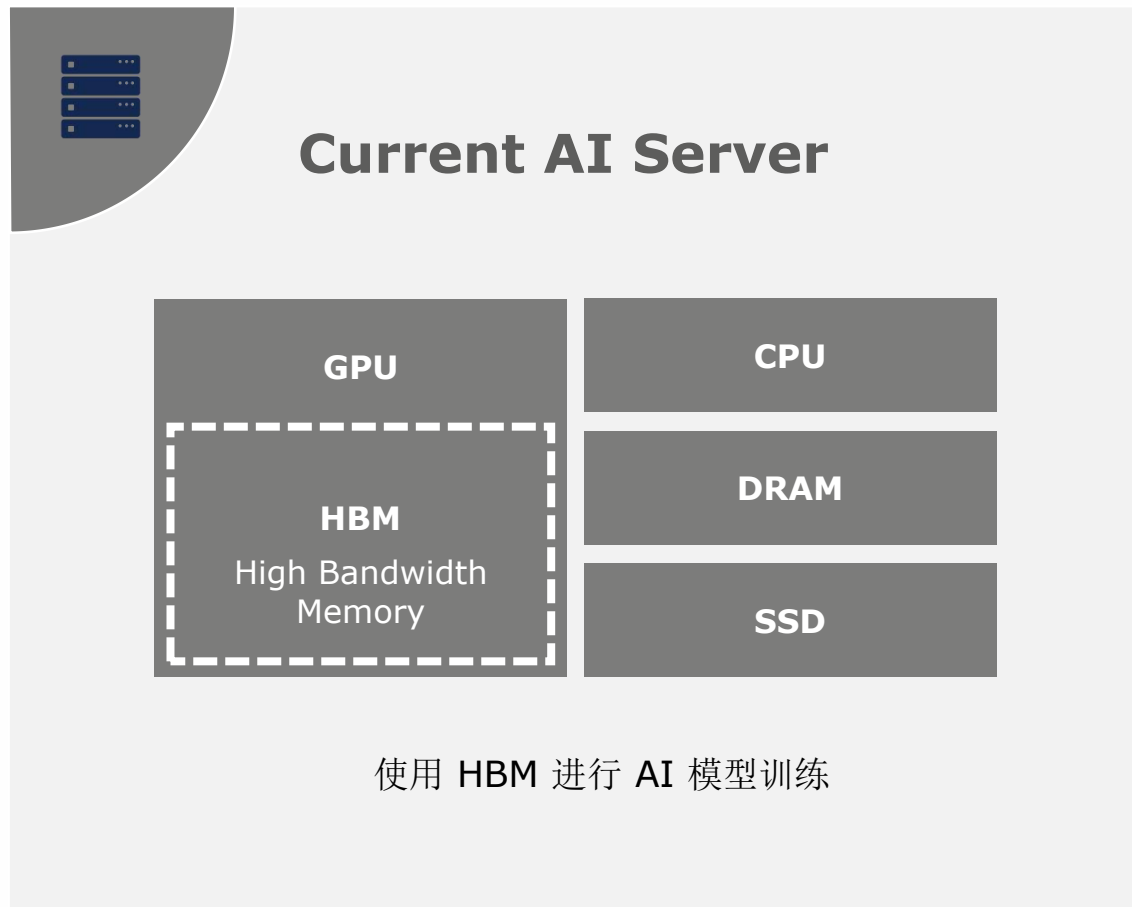 Current AI Server
GPU
HBM
High Bandwidth
Memory
CPU
DRAM
SSD
使用 HBM 进行 AI 模型训练